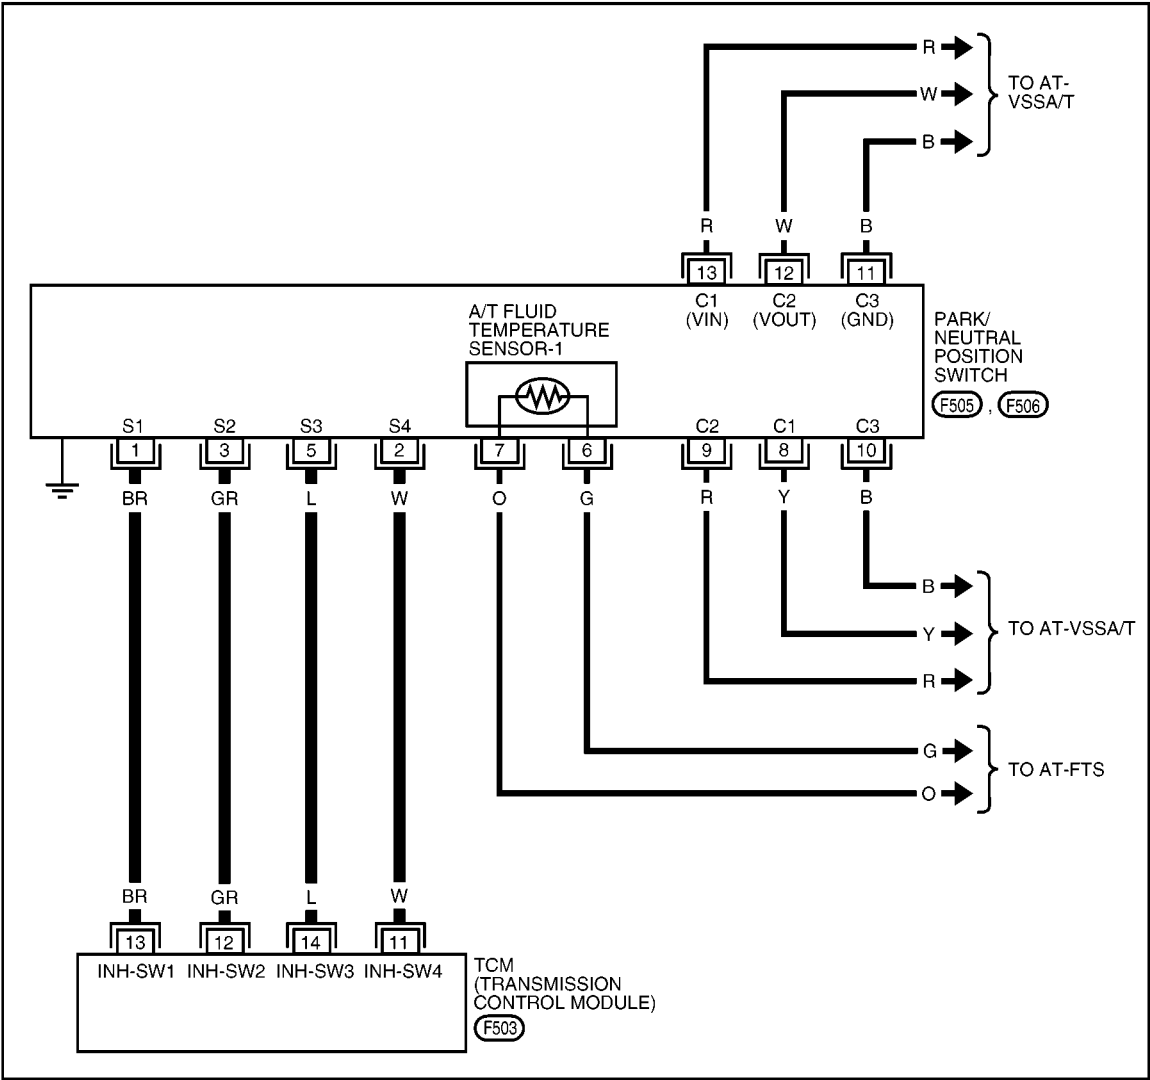 R
TO AT-
VSSA/T
W
B
R W B
13 12 11
C1 C2 C3
(VIN) (VOUT) (GND)
A/T FLUID
TEMPERATURE
SENSOR-1
PARK/
NEUTRAL
POSITION
SWITCH
F505 , F506
S1 S2 S3 S4 C2 C1 C3
1 3 5 2 7 6 9 8 10
BR GR L W O G R Y B
B
Y TO AT-VSSA/T
R
G
TO AT-FTS
O
BR GR L W
13 12 14 11
INH-SW1 INH-SW2 INH-SW3 INH-SW4
TCM
(TRANSMISSION
CONTROL MODULE)
F503